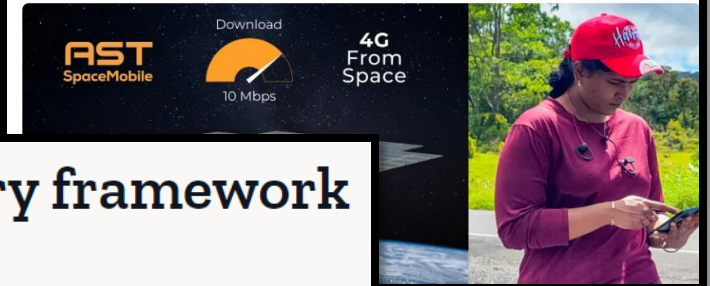 AST
SpaceMobile
Download
10 Mbps
4G
From
Space
ry framework